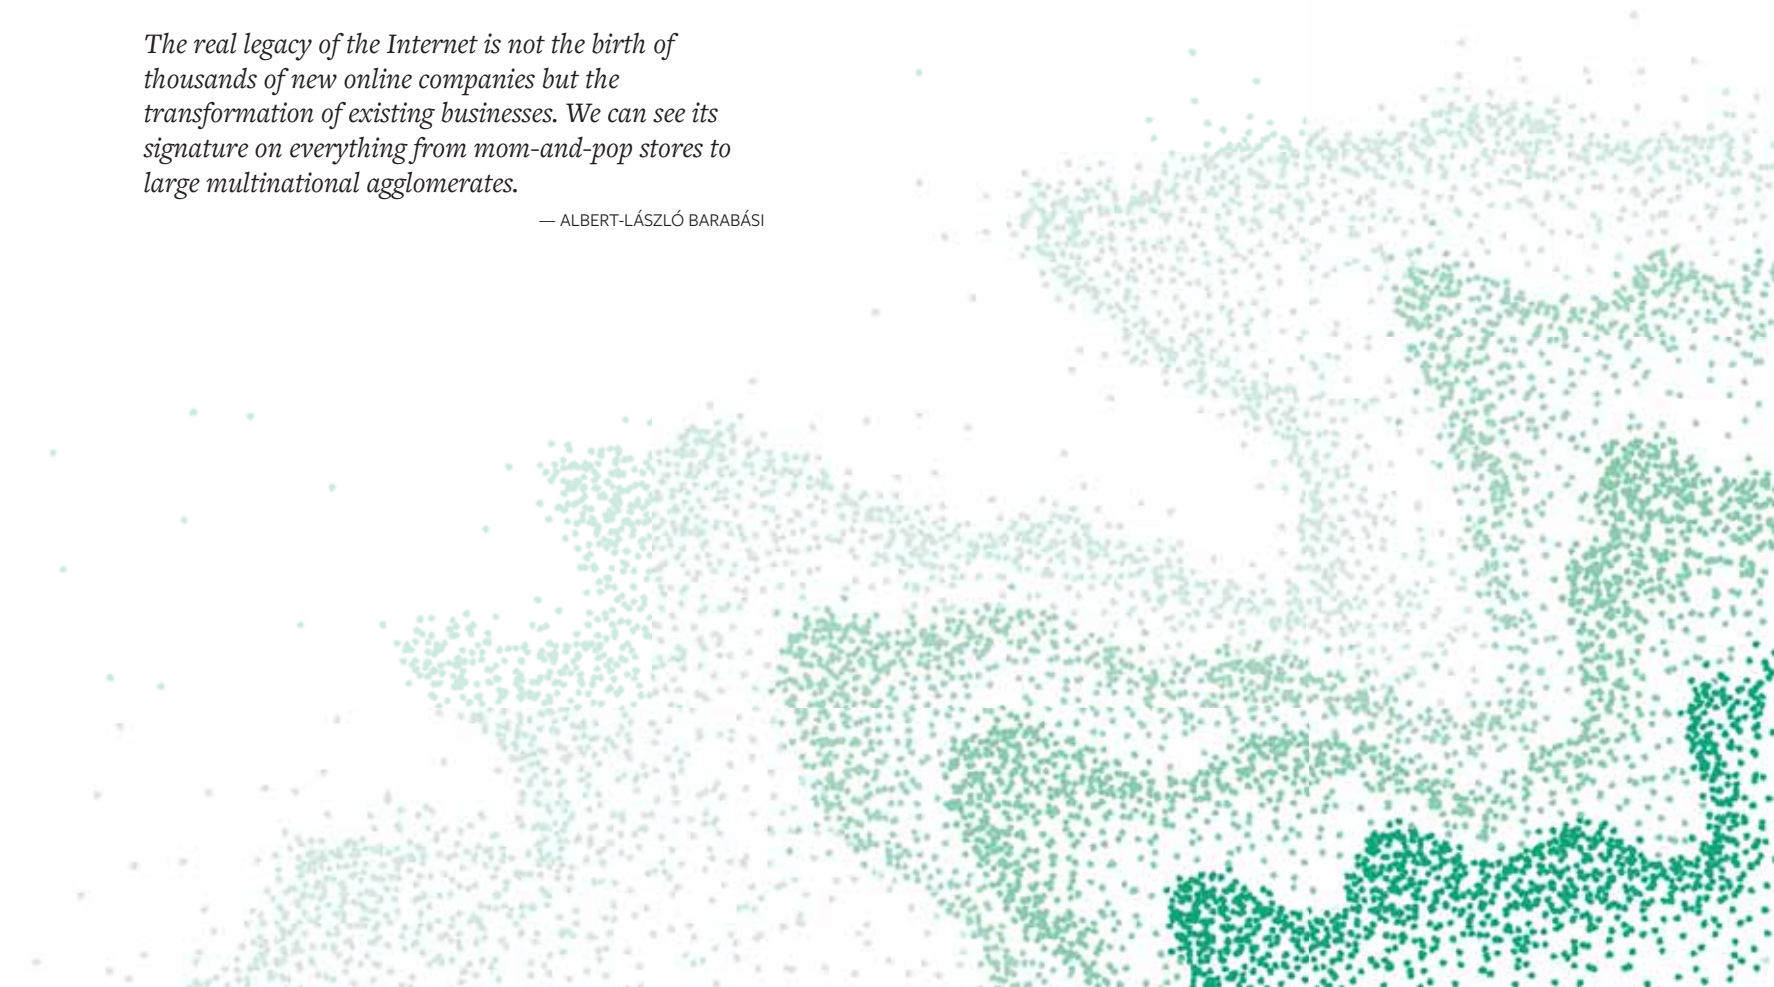 The real legacy of the Internet is not the birth of
thousands of new online companies but the
transformation of existing businesses. We can see its
signature on everything from mom-and-pop stores to
large multinational agglomerates.
— ALBERT-LÁSZLÓ BARABÁSI